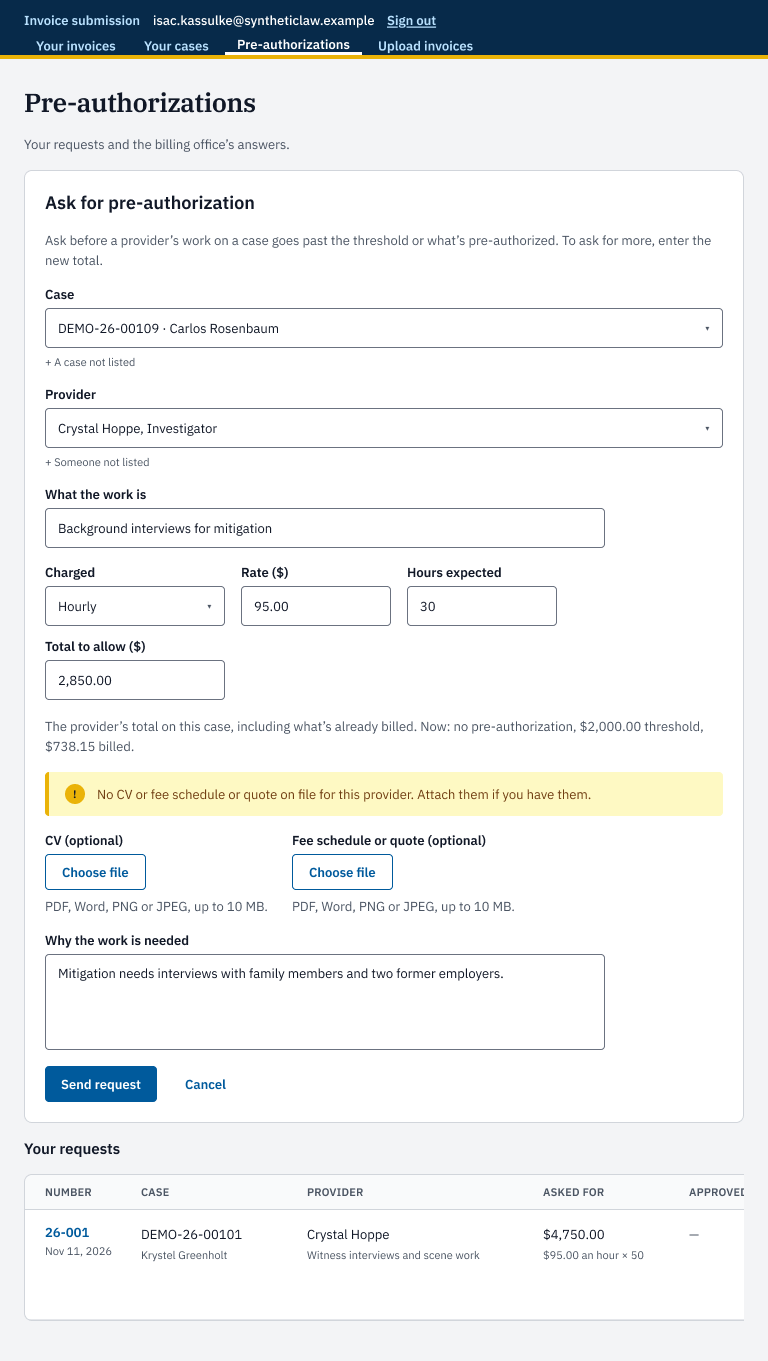 Invoice submission isac.kassulke@syntheticlaw.example Sign out
Your invoices Your cases Pre-authorizations Upload invoices
Pre-authorizations
Your requests and the billing office’s answers.
Ask for pre-authorization
Ask before a provider’s work on a case goes past the threshold or what’s pre-authorized. To ask for more, enter the
new total.
Case
DEMO-26-00109 · Carlos Rosenbaum
+ A case not listed
Provider
Crystal Hoppe, Investigator
+ Someone not listed
What the work is
Background interviews for mitigation
Charged Rate ($) Hours expected
Hourly 95.00 30
Total to allow ($)
2,850.00
The provider’s total on this case, including what’s already billed. Now: no pre-authorization, $2,000.00 threshold,
$738.15 billed.
! No CV or fee schedule or quote on file for this provider. Attach them if you have them.
CV (optional) Fee schedule or quote (optional)
Choose file Choose file
PDF, Word, PNG or JPEG, up to 10 MB. PDF, Word, PNG or JPEG, up to 10 MB.
Why the work is needed
Mitigation needs interviews with family members and two former employers.
Send request Cancel
Your requests
NUMBER CASE PROVIDER ASKED FOR APPROVED
26-001 DEMO-26-00101 Crystal Hoppe $4,750.00 —
Nov 11, 2026 Krystel Greenholt Witness interviews and scene work $95.00 an hour × 50